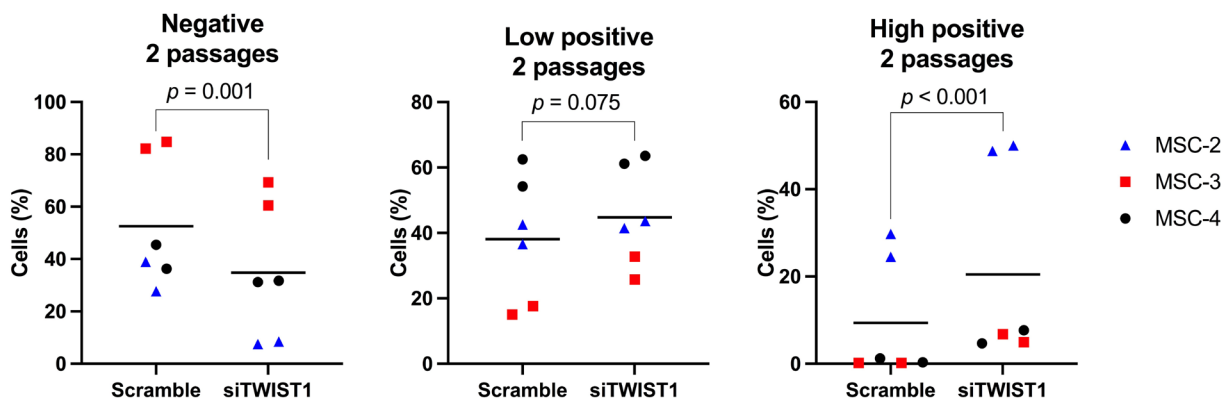 Negative
2 passages
p = 0.001
Cells (%)
100
80
60
40
20
0
Scramble
siTWIST1
Low positive
2 passages
p = 0.075
Cells (%)
80
60
40
20
0
Scramble
siTWIST1
High positive
2 passages
p < 0.001
Cells (%)
60
40
20
0
Scramble
siTWIST1
MSC-2
MSC-3
MSC-4